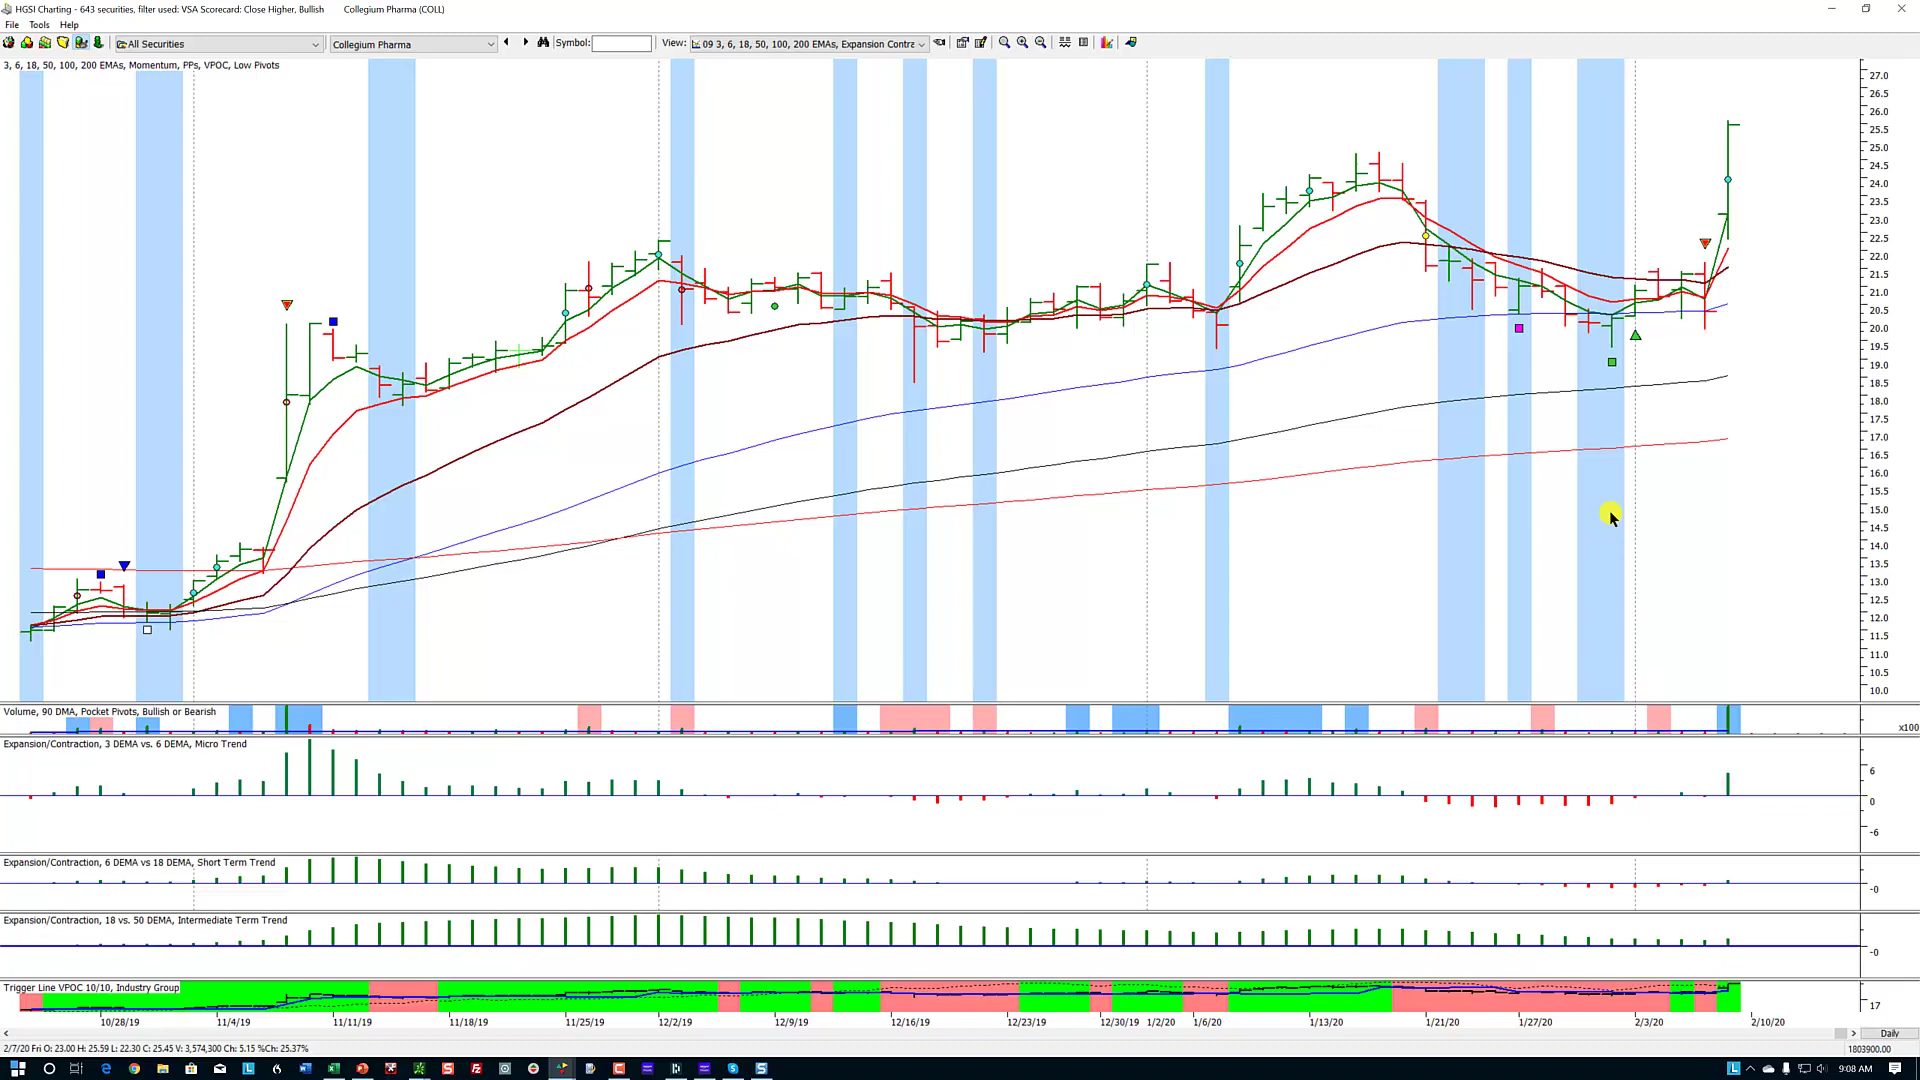 HGSI Charting - 643 securities, filter used: VSA Scorecard: Close Higher, Bullish Collegium Pharma (COLL)
File Tools Help
All Securities Collegium Pharma Symbol: View: 09 3, 6, 18, 50, 100, 200 EMAs, Expansion Contra
3, 6, 18, 50, 100, 200 EMAs, Momentum, PPs, VPOC, Low Pivots
27.0
26.5
26.0
25.5
25.0
24.5
24.0
23.5
23.0
22.5
22.0
21.5
21.0
20.5
20.0
19.5
19.0
18.5
18.0
17.5
17.0
16.5
16.0
15.5
15.0
14.5
14.0
13.5
13.0
12.5
12.0
11.5
11.0
10.5
10.0
Volume, 90 DMA, Pocket Pivots, Bullish or Bearish
x100
Expansion/Contraction, 3 DEMA vs. 6 DEMA, Micro Trend
6
0
-6
Expansion/Contraction, 6 DEMA vs 18 DEMA, Short Term Trend
-0
Expansion/Contraction, 18 vs. 50 DEMA, Intermediate Term Trend
-0
Trigger Line VPOC 10/10, Industry Group
17
10/28/19 11/4/19 11/11/19 11/18/19 11/25/19 12/2/19 12/9/19 12/16/19 12/23/19 12/30/19 1/2/20 1/6/20 1/13/20 1/21/20 1/27/20 2/3/20 2/10/20
Daily
2/7/20 Fri O: 23.00 H: 25.59 L: 22.30 C: 25.45 V: 3,574,300 Ch: 5.15 %Ch: 25.37% 1803900.00
9:08 AM